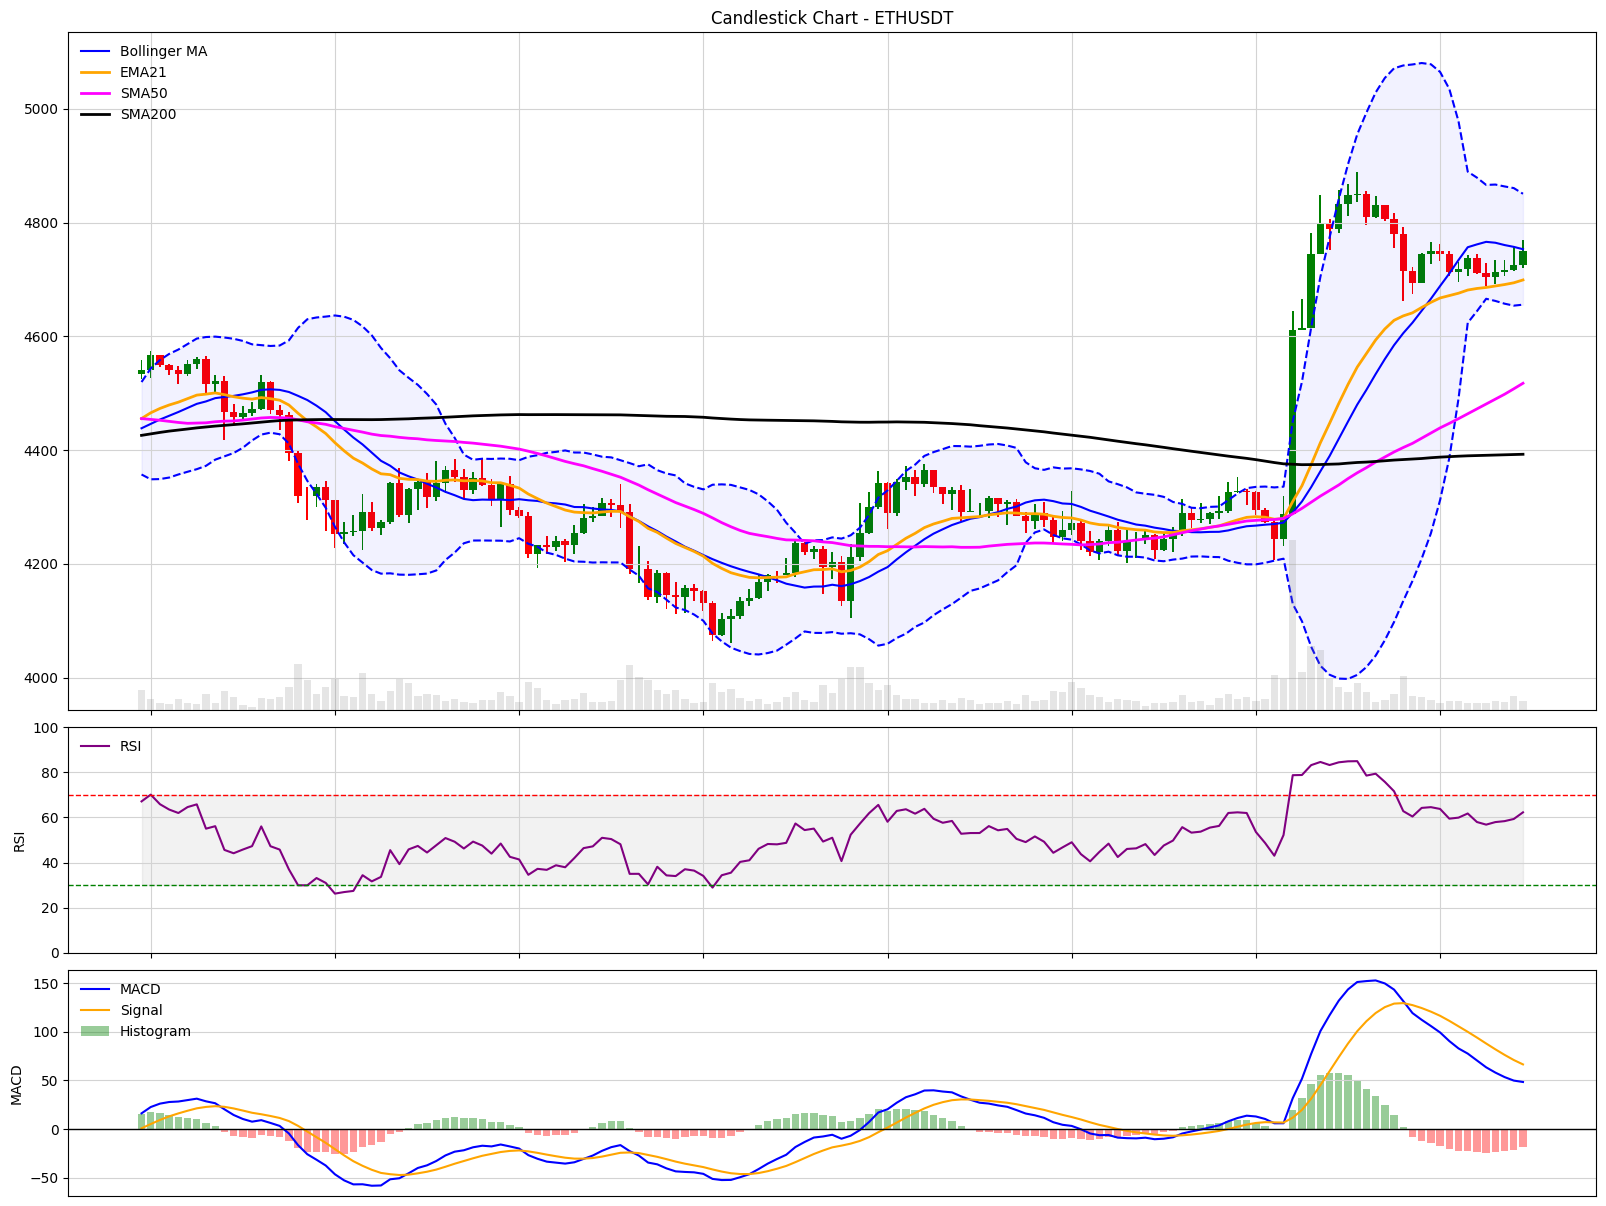 Candlestick Chart - ETHUSDT
Bollinger MA
EMA21
SMA50
SMA200
5000
4800
4600
4400
4200
4000
RSI
100
80
60
40
20
0
RSI
MACD
Signal
Histogram
150
100
50
0
−50
MACD